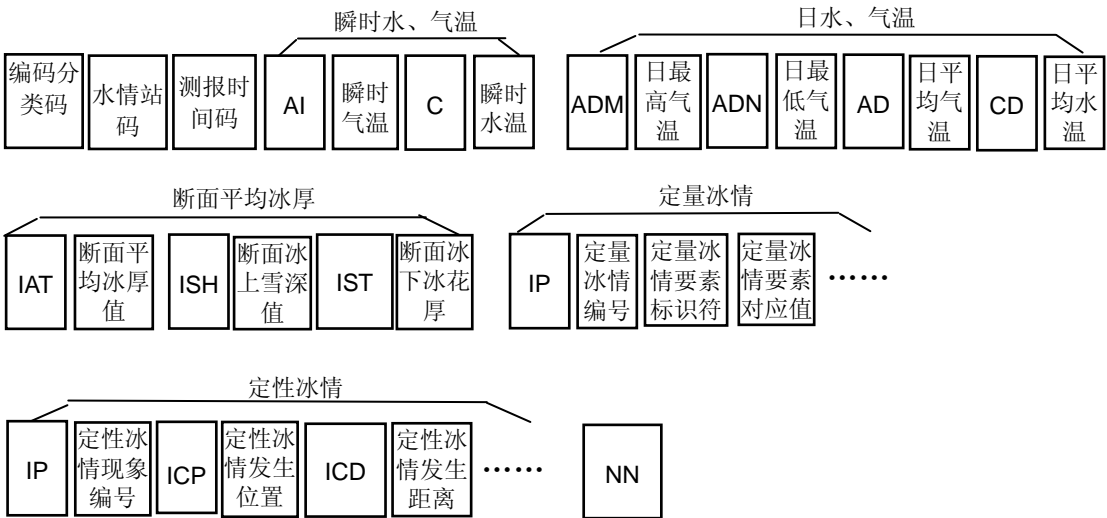 瞬时水、气温
日水、气温
编码分
类码
水情站
码
测报时
间码
AI
瞬时
气温
C
瞬时
水温
ADM
日最
高气
温
ADN
日最
低气
温
AD
日平
均气
温
CD
日平
均水
温
断面平均冰厚
定量冰情
IAT
断面平
均冰厚
值
ISH
断面冰
上雪深
值
IST
断面冰
下冰花
厚
IP
定量
冰情
编号
定量冰
情要素
标识符
定量冰
情要素
对应值
……
定性冰情
IP
定性冰
情现象
编号
ICP
定性冰
情发生
位置
ICD
定性冰
情发生
距离
……
NN